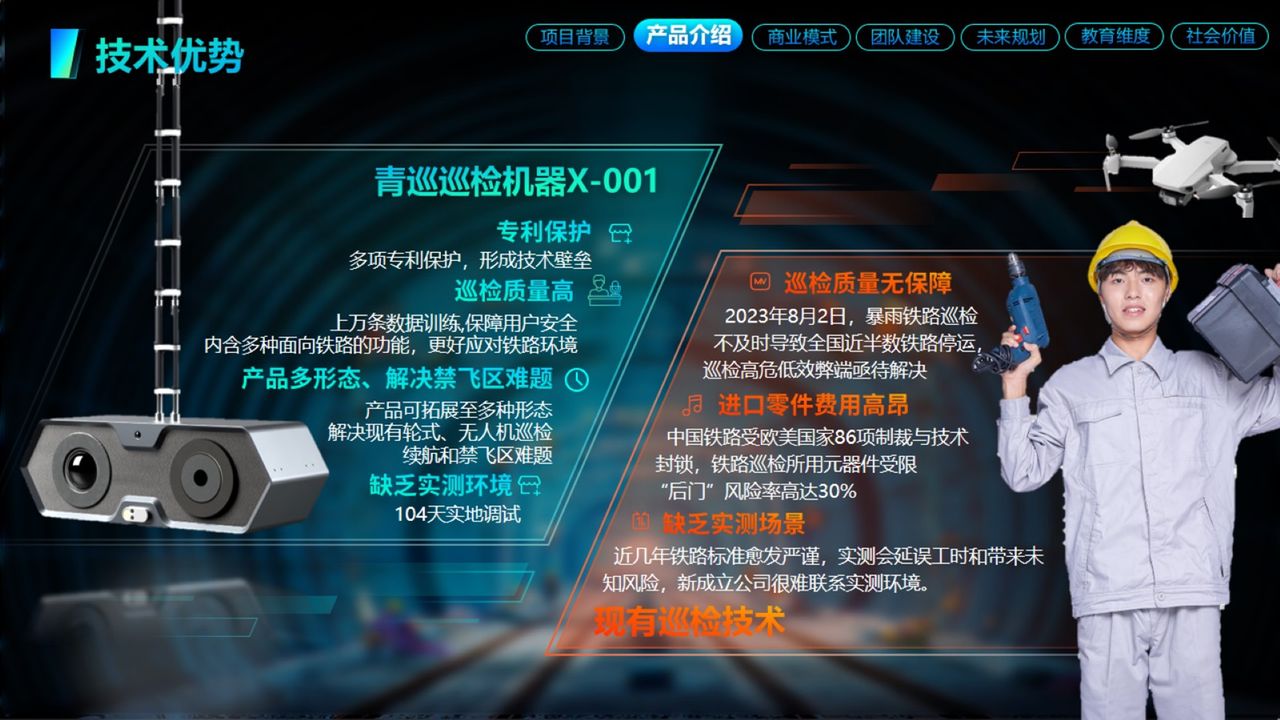 技术优势
项目背景
产品介绍
商业模式
团队建设
未来规划
教育维度
社会价值
青巡巡检机器X-001
专利保护
多项专利保护，形成技术壁垒
巡检质量高
上万条数据训练,保障用户安全
内含多种面向铁路的功能，更好应对铁路环境
产品多形态、解决禁飞区难题
产品可拓展至多种形态
解决现有轮式、无人机巡检
续航和禁飞区难题
缺乏实测环境
104天实地调试
巡检质量无保障
2023年8月2日，暴雨铁路巡检
不及时导致全国近半数铁路停运，
巡检高危低效弊端亟待解决
进口零件费用高昂
中国铁路受欧美国家86项制裁与技术
封锁，铁路巡检所用元器件受限
“后门”风险率高达30%
缺乏实测场景
近几年铁路标准愈发严谨，实测会延误工时和带来未
知风险，新成立公司很难联系实测环境。
现有巡检技术